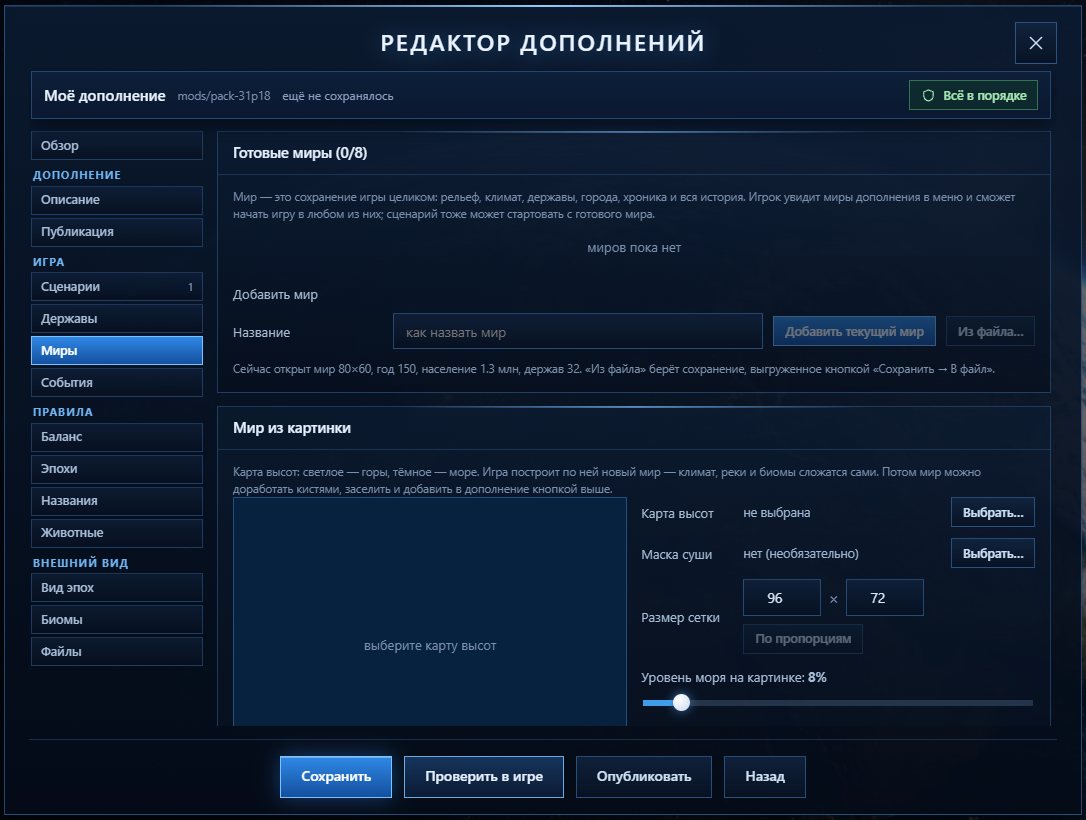 РЕДАКТОР ДОПОЛНЕНИЙ
Моё дополнение mods/pack-31p18 ещё не сохранялось
Всё в порядке
Обзор
ДОПОЛНЕНИЕ
Описание
Публикация
ИГРА
Сценарии 1
Державы
Миры
События
ПРАВИЛА
Баланс
Эпохи
Названия
Животные
ВНЕШНИЙ ВИД
Вид эпох
Биомы
Файлы
Готовые миры (0/8)
Мир — это сохранение игры целиком: рельеф, климат, державы, города, хроника и вся история. Игрок увидит миры дополнения в меню и сможет
начать игру в любом из них; сценарий тоже может стартовать с готового мира.
миров пока нет
Добавить мир
Название как назвать мир Добавить текущий мир Из файла...
Сейчас открыт мир 80×60, год 150, население 1.3 млн, держав 32. «Из файла» берёт сохранение, выгруженное кнопкой «Сохранить → В файл».
Мир из картинки
Карта высот: светлое — горы, тёмное — море. Игра построит по ней новый мир — климат, реки и биомы сложатся сами. Потом мир можно
доработать кистями, заселить и добавить в дополнение кнопкой выше.
выберите карту высот
Карта высот не выбрана Выбрать...
Маска суши нет (необязательно) Выбрать...
Размер сетки 96 × 72
По пропорциям
Уровень моря на картинке: 8%
Сохранить Проверить в игре Опубликовать Назад